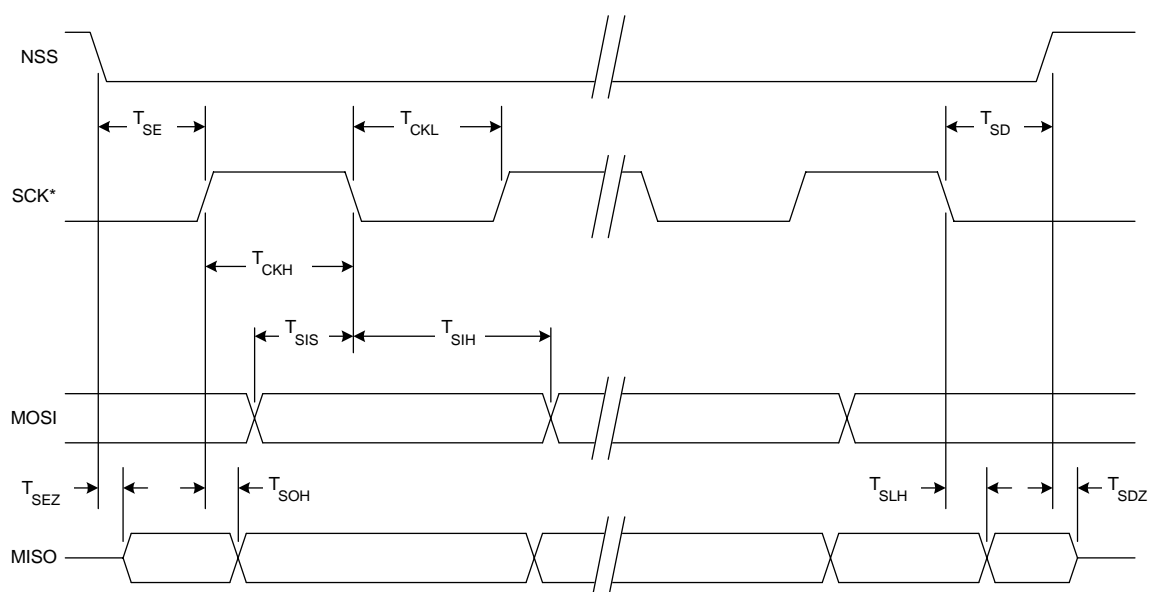 NSS
TSE
TCKL
TSD
SCK*
TCKH
TSIS
TSIH
MOSI
TSEZ
TSOH
TSLH
TSDZ
MISO